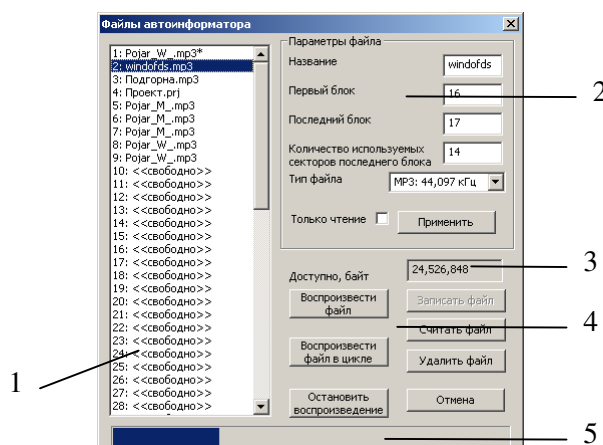 Файлы автоинформатора
1: Pojar_W_.mp3*
2: windofds.mp3
3: Подгорна.mp3
4: Проект.prj
5: Pojar_M_.mp3
6: Pojar_M_.mp3
7: Pojar_M_.mp3
8: Pojar_W_.mp3
9: Pojar_W_.mp3
10: <<свободно>>
11: <<свободно>>
12: <<свободно>>
13: <<свободно>>
14: <<свободно>>
15: <<свободно>>
16: <<свободно>>
17: <<свободно>>
18: <<свободно>>
19: <<свободно>>
20: <<свободно>>
21: <<свободно>>
22: <<свободно>>
23: <<свободно>>
24: <<свободно>>
25: <<свободно>>
26: <<свободно>>
27: <<свободно>>
28: <<свободно>>
Параметры файла
Название windofds
Первый блок 16
Последний блок 17
Количество используемых
секторов последнего блока 14
Тип файла MP3: 44,097 кГц
Только чтение Применить
Доступно, байт 24,526,848
Воспроизвести
файл
Записать файл
Считать файл
Воспроизвести
файл в цикле
Удалить файл
Остановить
воспроизведение
Отмена
1
2
3
4
5